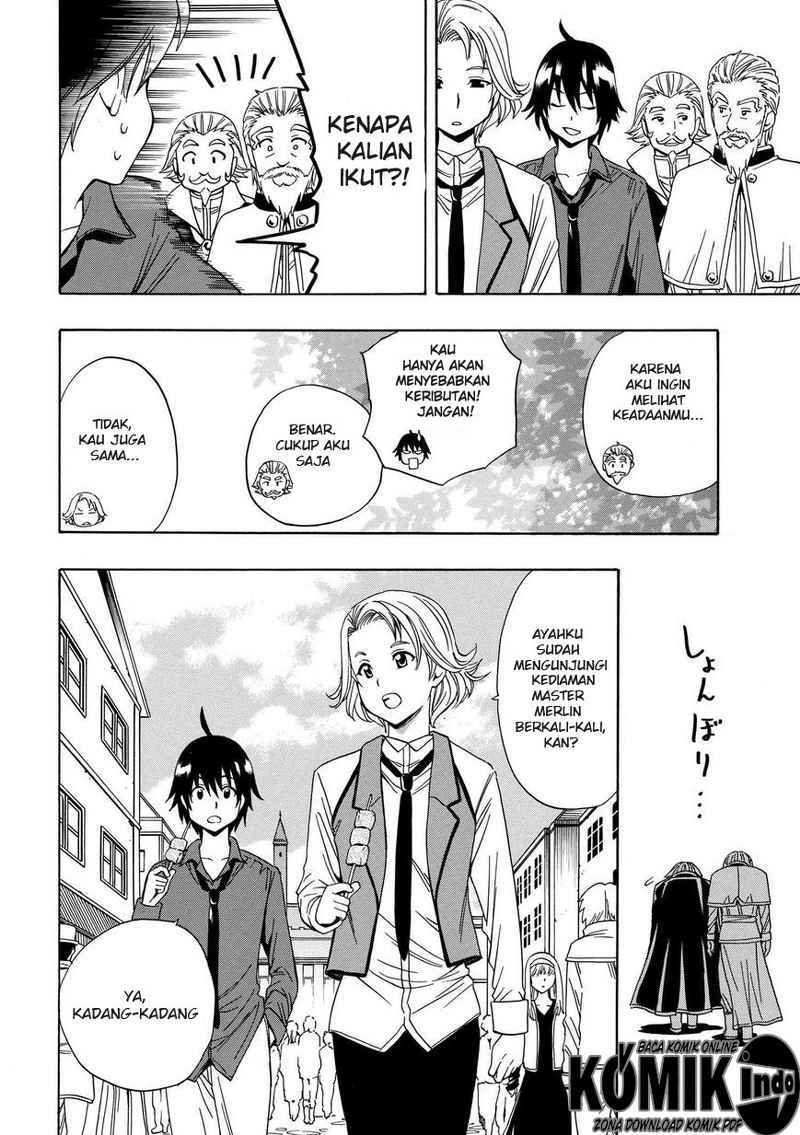 KENAPA
KALIAN
IKUT?!
KARENA
AKU INGIN
MELIHAT
KEADAANMU...
KAU
HANYA AKAN
MENYEBABKAN
KERIBUTAN!
JANGAN!
BENAR.
CUKUP AKU
SAJA
TIDAK,
KAU JUGA
SAMA...
しょんぼり...
AYAHKU
SUDAH
MENGUNJUNGI
KEDIAMAN
MASTER
MERLIN
BERKALI-KALI,
KAN?
YA,
KADANG-KADANG
BACA KOMIK ONLINE
KOMIK indo
ZONA DOWNLOAD KOMIK PDF